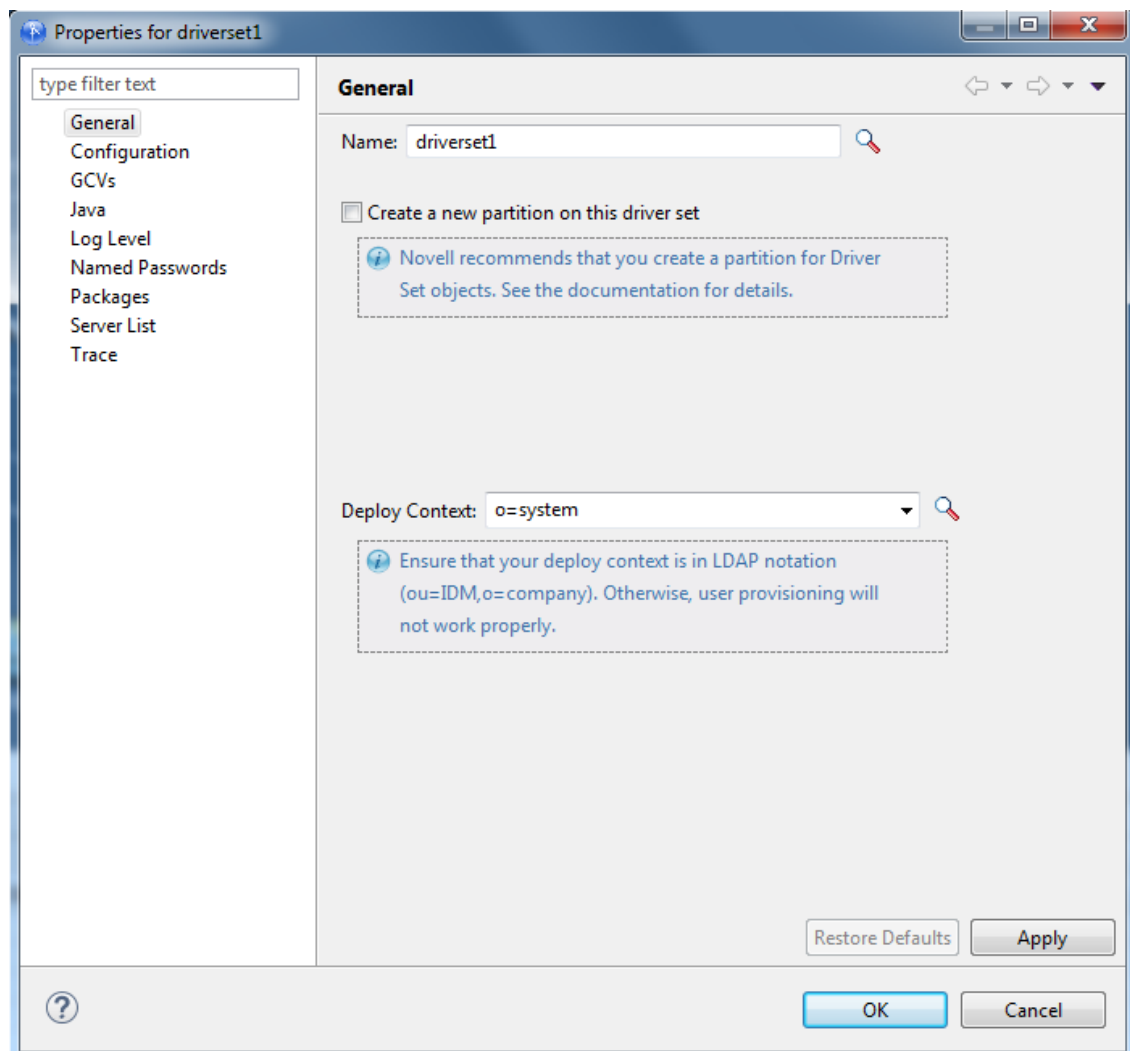 Properties for driverset1
type filter text
General
Configuration
GCVs
Java
Log Level
Named Passwords
Packages
Server List
Trace
General
Name: driverset1
Create a new partition on this driver set
Novell recommends that you create a partition for Driver
Set objects. See the documentation for details.
Deploy Context: o=system
Ensure that your deploy context is in LDAP notation
(ou=IDM,o=company). Otherwise, user provisioning will
not work properly.
Restore Defaults
Apply
OK
Cancel